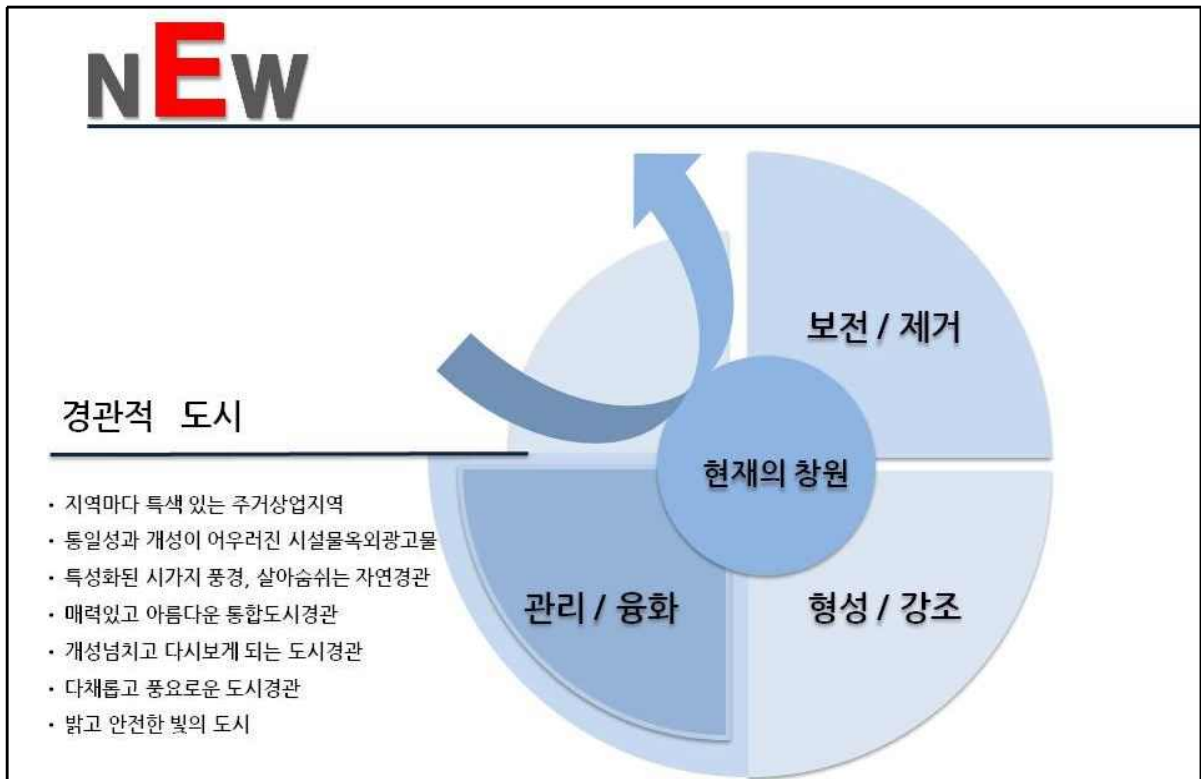 NEW
보전 / 제거
경관적 도시
현재의 창원
• 지역마다 특색 있는 주거상업지역
• 통일성과 개성이 어우러진 시설물옥외광고물
• 특성화된 시가지 풍경, 살아숨쉬는 자연경관
• 매력있고 아름다운 통합도시경관
• 개성넘치고 다시보게 되는 도시경관
• 다채롭고 풍요로운 도시경관
• 밝고 안전한 빛의 도시
관리 / 융화
형성 / 강조